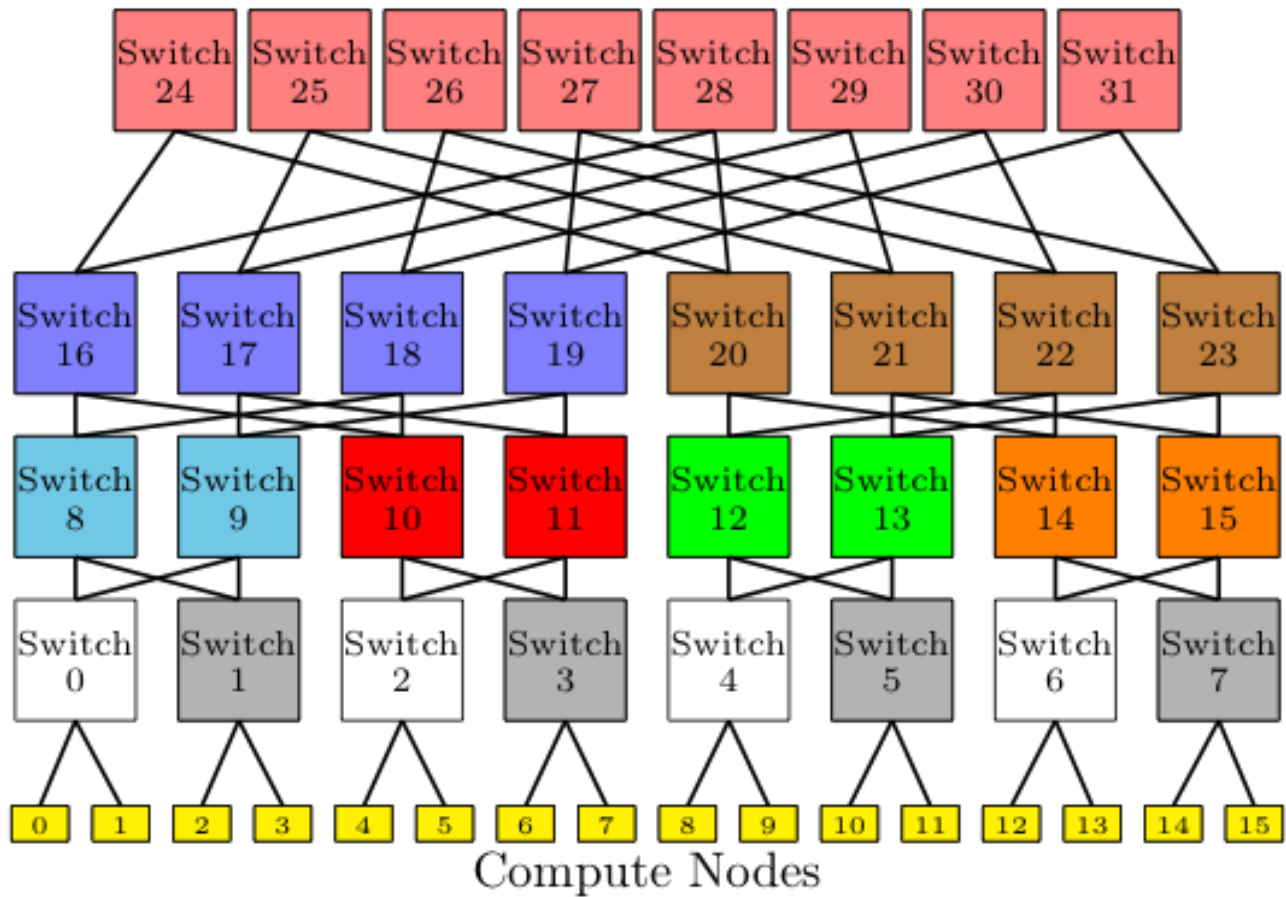 Switch 24
Switch 25
Switch 26
Switch 27
Switch 28
Switch 29
Switch 30
Switch 31
Switch 16
Switch 17
Switch 18
Switch 19
Switch 20
Switch 21
Switch 22
Switch 23
Switch 8
Switch 9
Switch 10
Switch 11
Switch 12
Switch 13
Switch 14
Switch 15
Switch 0
Switch 1
Switch 2
Switch 3
Switch 4
Switch 5
Switch 6
Switch 7
0 1 2 3 4 5 6 7 8 9 10 11 12 13 14 15
Compute Nodes